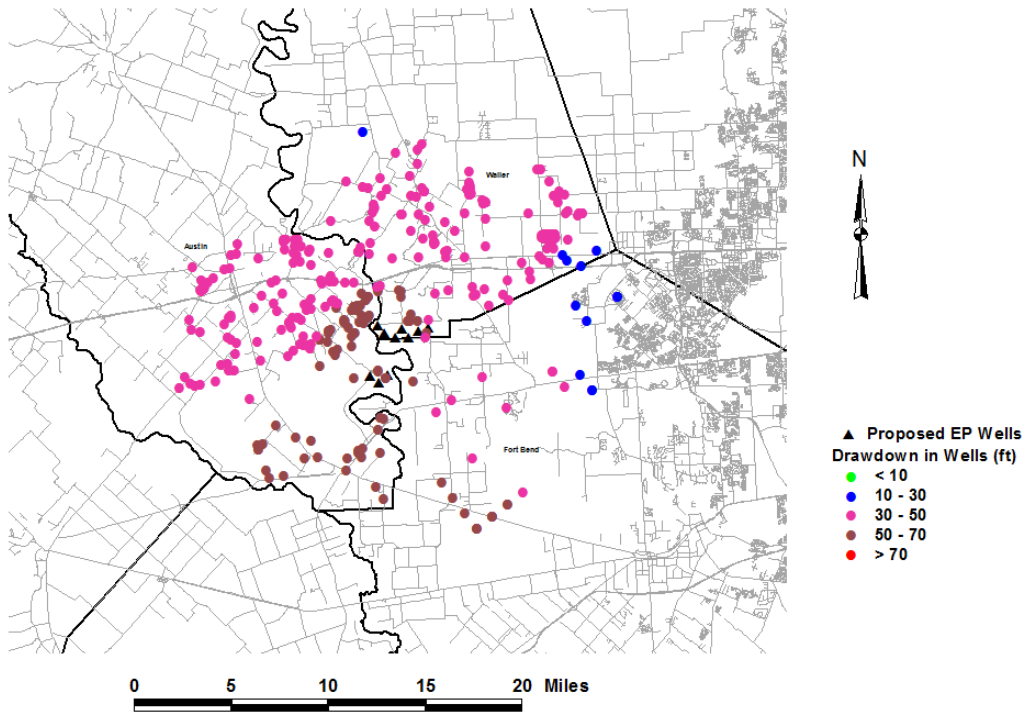 Waller
N
Austin
Fort Bend
Proposed EP Wells
Drawdown in Wells (ft)
< 10
10 - 30
30 - 50
50 - 70
> 70
0 5 10 15 20 Miles